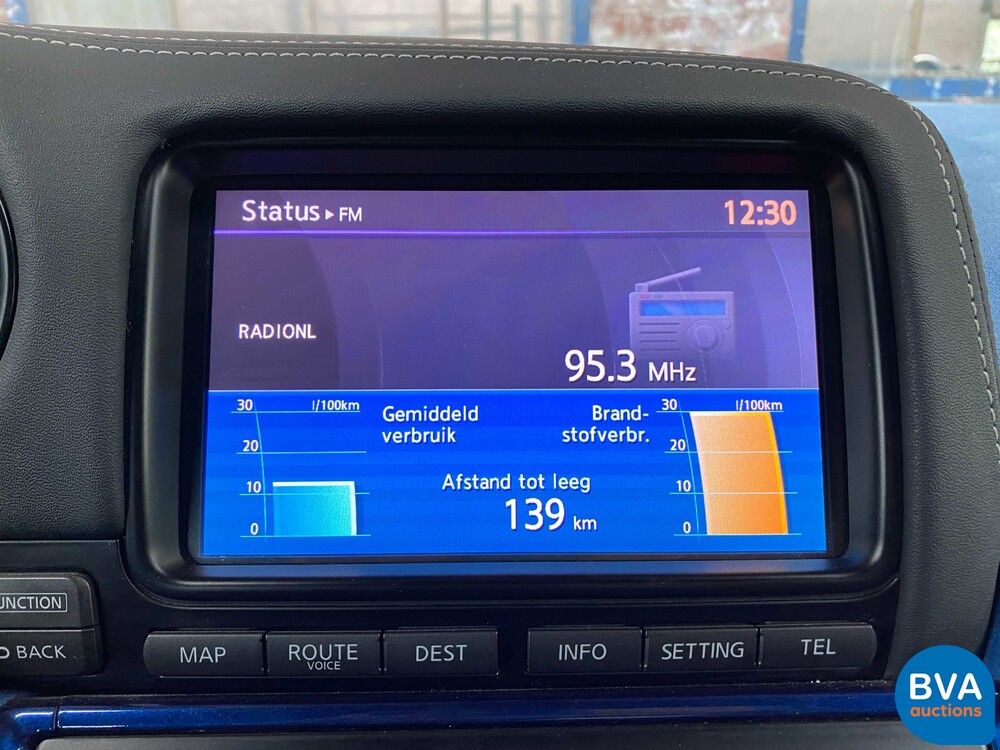 Status ▸ FM
12:30
RADIONL
95.3 MHz
30 l/100km
20
10
0
Gemiddeld
verbruik
Brand-
stofverbr.
30 l/100km
20
10
0
Afstand tot leeg
139 km
BACK
MAP
ROUTE
VOICE
DEST
INFO
SETTING
TEL
BVA
auctions